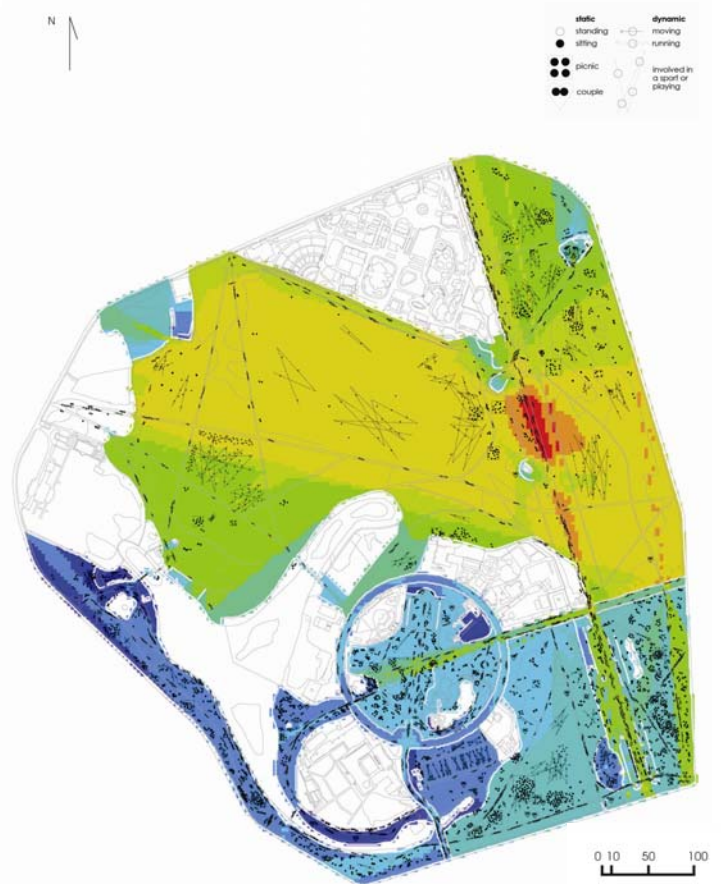 N
static
standing
sitting
picnic
couple
dynamic
moving
running
involved in
a sport or
playing
0 10 50 100